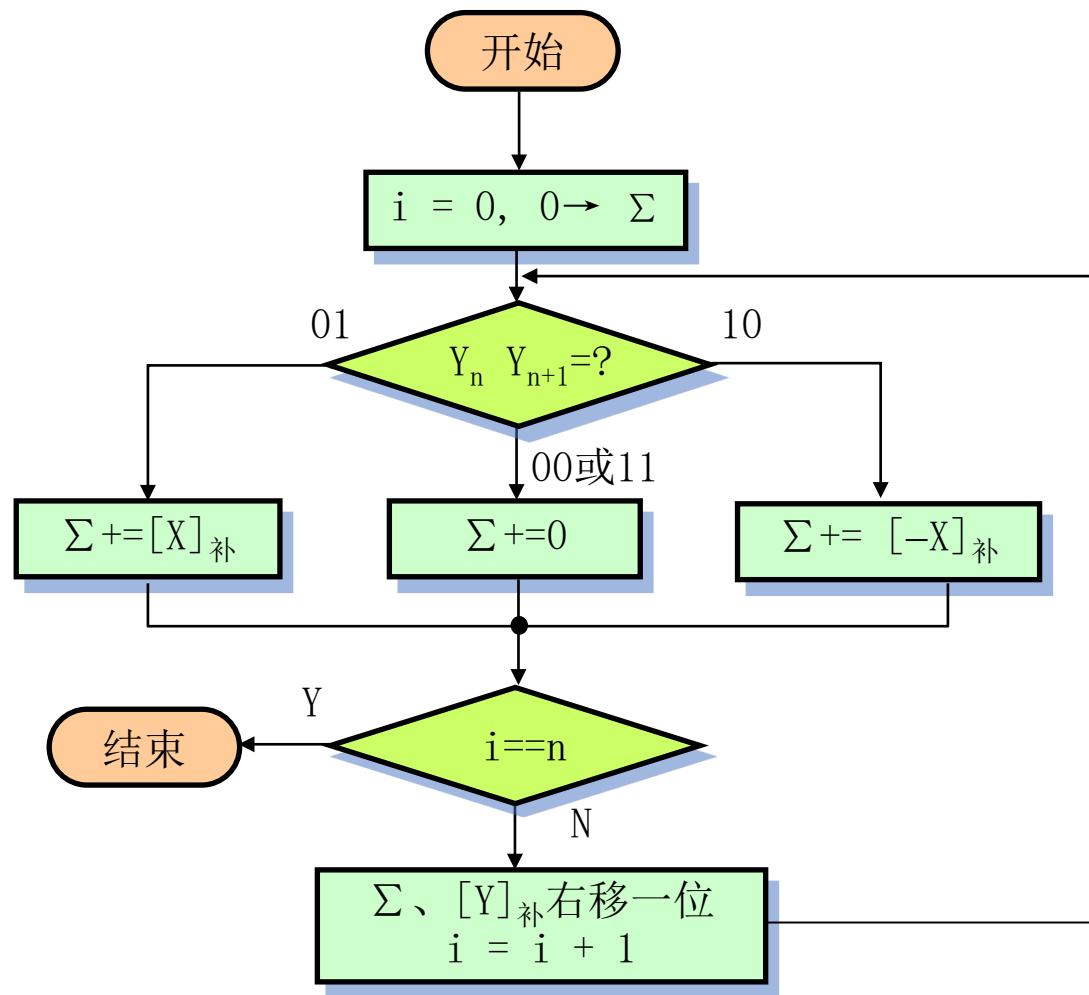 开始
i = 0, 0→ Σ
01
10
Yn Yn+1=?
00或11
Σ+=[X]补
Σ+=0
Σ+= [−X]补
Y
结束
i==n
N
Σ、[Y]补右移一位
i = i + 1